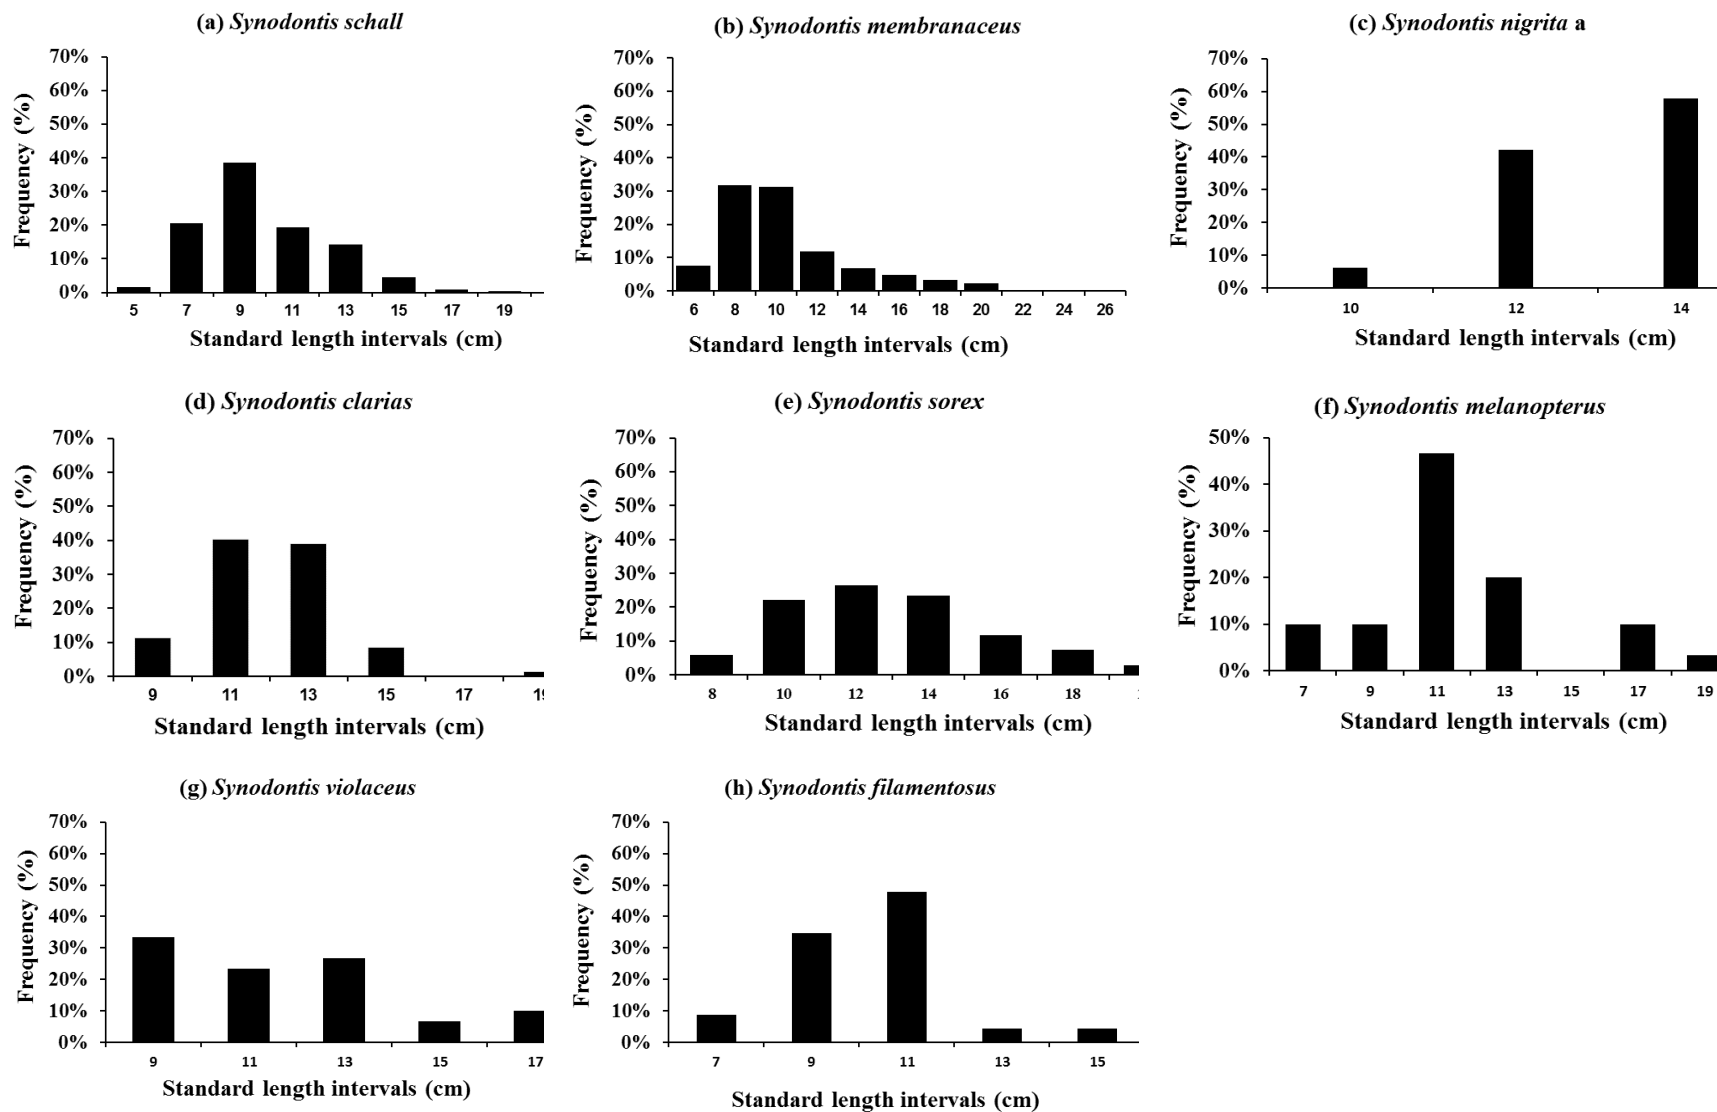 (a) Synodontis schall
70%
60%
50%
40%
30%
20%
10%
0%
Frequency (%)
5 7 9 11 13 15 17 19
Standard length intervals (cm)
(b) Synodontis membranaceus
70%
60%
50%
40%
30%
20%
10%
0%
Frequency (%)
6 8 10 12 14 16 18 20 22 24 26
Standard length intervals (cm)
(c) Synodontis nigrita a
70%
60%
50%
40%
30%
20%
10%
0%
Frequency (%)
10 12 14
Standard length intervals (cm)
(d) Synodontis clarias
70%
60%
50%
40%
30%
20%
10%
0%
Frequency (%)
9 11 13 15 17 19
Standard length intervals (cm)
(e) Synodontis sorex
70%
60%
50%
40%
30%
20%
10%
0%
Frequency (%)
8 10 12 14 16 18
Standard length intervals (cm)
(f) Synodontis melanopterus
50%
40%
30%
20%
10%
0%
Frequency (%)
7 9 11 13 15 17 19
Standard length intervals (cm)
(g) Synodontis violaceus
70%
60%
50%
40%
30%
20%
10%
0%
Frequency (%)
9 11 13 15 17
Standard length intervals (cm)
(h) Synodontis filamentosus
70%
60%
50%
40%
30%
20%
10%
0%
Frequency (%)
7 9 11 13 15
Standard length intervals (cm)